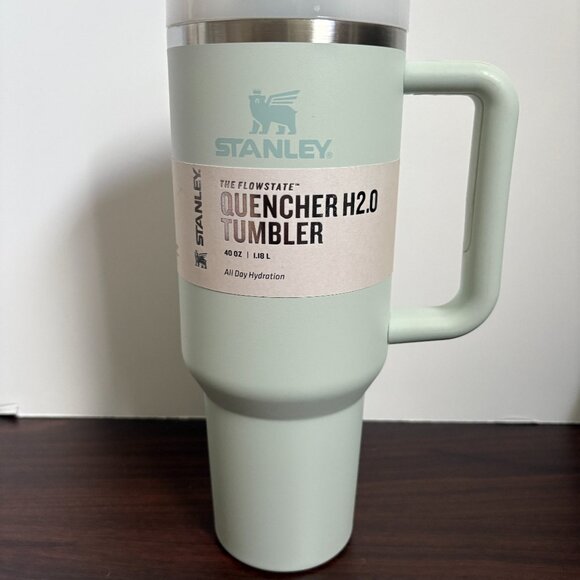 STANLEY®
THE FLOWSTATE™
QUENCHER H2.0
TUMBLER
40 OZ | 1.18 L
All Day Hydration
STANLEY